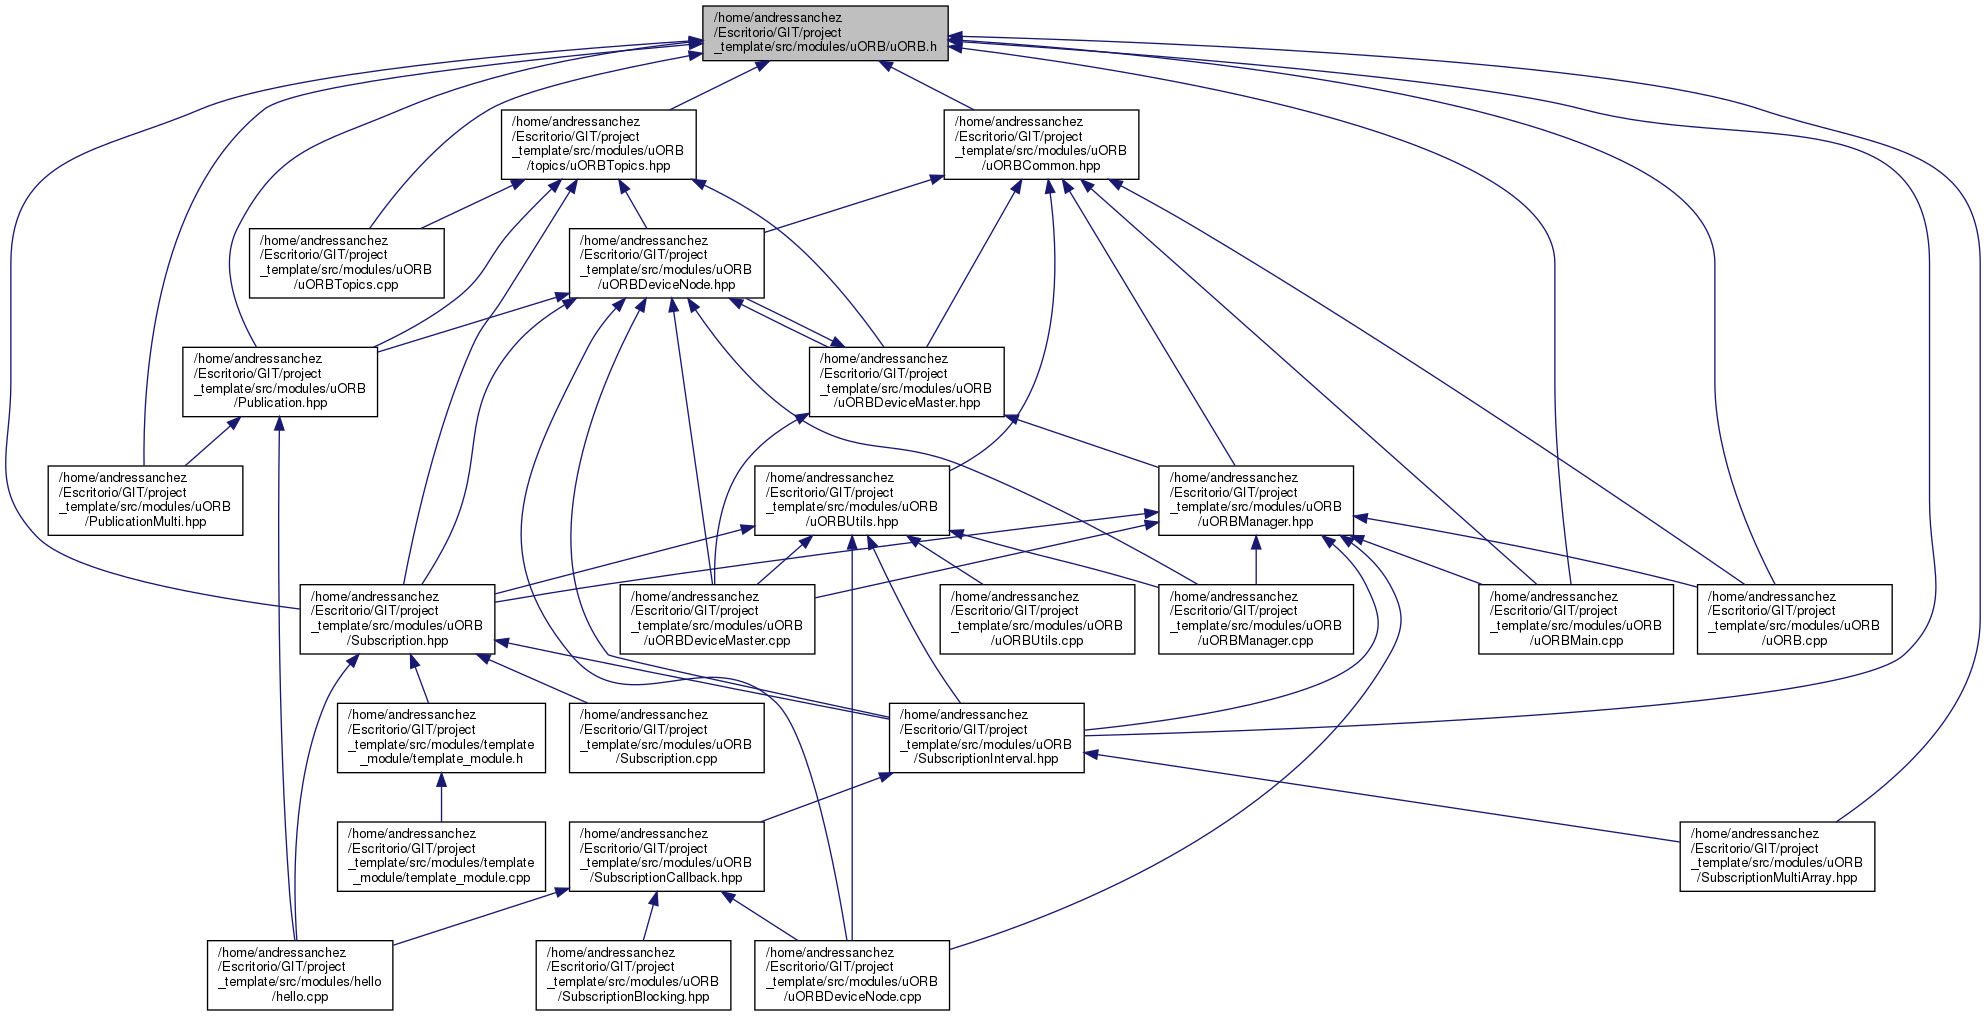 /home/andressanchez
/Escritorio/GIT/project
_template/src/modules/uORB/uORB.h
/home/andressanchez
/Escritorio/GIT/project
_template/src/modules/uORB
/topics/uORBTopics.hpp
/home/andressanchez
/Escritorio/GIT/project
_template/src/modules/uORB
/uORBCommon.hpp
/home/andressanchez
/Escritorio/GIT/project
_template/src/modules/uORB
/uORBTopics.cpp
/home/andressanchez
/Escritorio/GIT/project
_template/src/modules/uORB
/uORBDeviceNode.hpp
/home/andressanchez
/Escritorio/GIT/project
_template/src/modules/uORB
/Publication.hpp
/home/andressanchez
/Escritorio/GIT/project
_template/src/modules/uORB
/uORBDeviceMaster.hpp
/home/andressanchez
/Escritorio/GIT/project
_template/src/modules/uORB
/PublicationMulti.hpp
/home/andressanchez
/Escritorio/GIT/project
_template/src/modules/uORB
/uORBUtils.hpp
/home/andressanchez
/Escritorio/GIT/project
_template/src/modules/uORB
/uORBManager.hpp
/home/andressanchez
/Escritorio/GIT/project
_template/src/modules/uORB
/Subscription.hpp
/home/andressanchez
/Escritorio/GIT/project
_template/src/modules/uORB
/uORBDeviceMaster.cpp
/home/andressanchez
/Escritorio/GIT/project
_template/src/modules/uORB
/uORBUtils.cpp
/home/andressanchez
/Escritorio/GIT/project
_template/src/modules/uORB
/uORBManager.cpp
/home/andressanchez
/Escritorio/GIT/project
_template/src/modules/uORB
/uORBMain.cpp
/home/andressanchez
/Escritorio/GIT/project
_template/src/modules/uORB
/uORB.cpp
/home/andressanchez
/Escritorio/GIT/project
_template/src/modules/template
_module/template_module.h
/home/andressanchez
/Escritorio/GIT/project
_template/src/modules/uORB
/Subscription.cpp
/home/andressanchez
/Escritorio/GIT/project
_template/src/modules/uORB
/SubscriptionInterval.hpp
/home/andressanchez
/Escritorio/GIT/project
_template/src/modules/template
_module/template_module.cpp
/home/andressanchez
/Escritorio/GIT/project
_template/src/modules/uORB
/SubscriptionCallback.hpp
/home/andressanchez
/Escritorio/GIT/project
_template/src/modules/uORB
/SubscriptionMultiArray.hpp
/home/andressanchez
/Escritorio/GIT/project
_template/src/modules/hello
/hello.cpp
/home/andressanchez
/Escritorio/GIT/project
_template/src/modules/uORB
/SubscriptionBlocking.hpp
/home/andressanchez
/Escritorio/GIT/project
_template/src/modules/uORB
/uORBDeviceNode.cpp